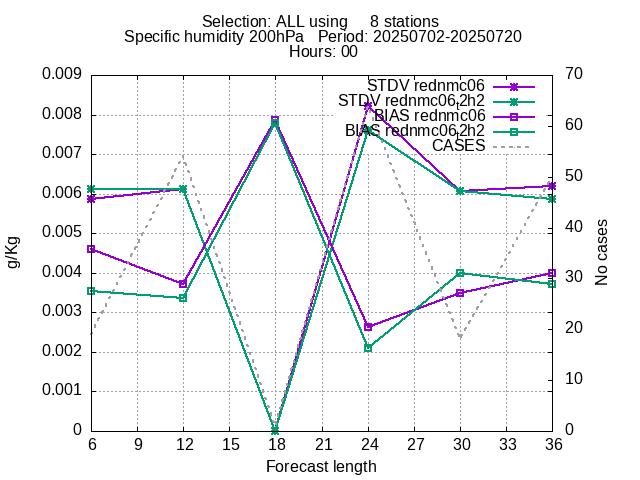 Selection: ALL using 8 stations
Specific humidity 200hPa Period: 20250702-20250720
Hours: 00
STDV rednmc06
STDV rednmc06,2h2
BIAS rednmc06
BIAS rednmc06,2h2
CASES
g/Kg
0.009
0.008
0.007
0.006
0.005
0.004
0.003
0.002
0.001
0
70
60
50
40
30
20
10
0
No cases
6 9 12 15 18 21 24 27 30 33 36
Forecast length